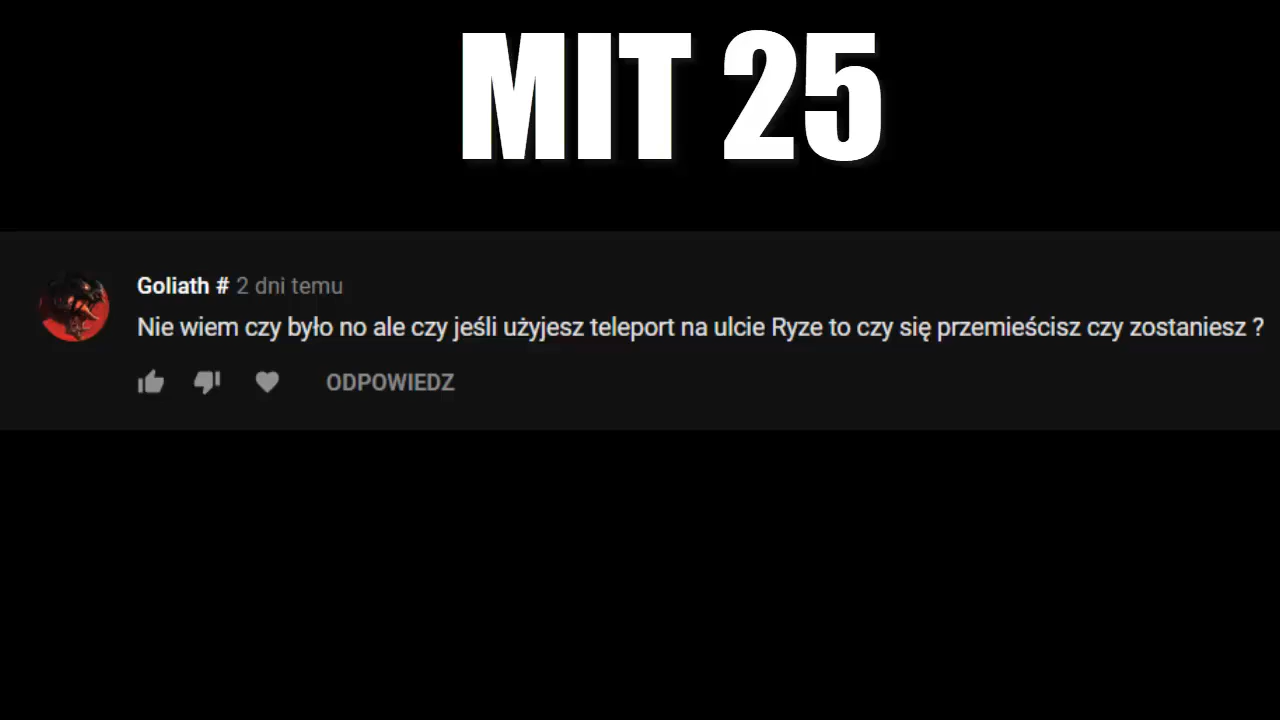 MIT 25
Goliath # 2 dni temu
Nie wiem czy było no ale czy jeśli użyjesz teleport na ulcie Ryze to czy się przemieścisz czy zostaniesz ?
ODPOWIEDZ